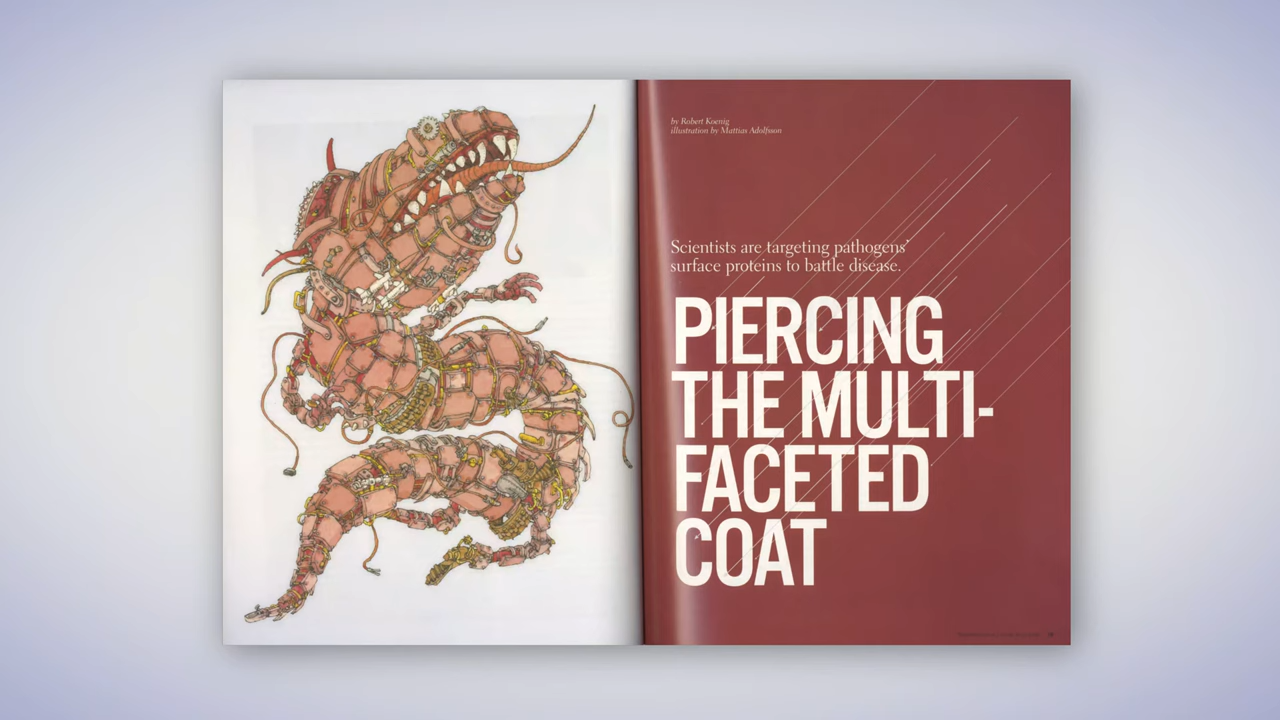 by Robert Koenig
illustration by Mattias Adolfsson
Scientists are targeting pathogens’
surface proteins to battle disease.
PIERCING
THE MULTI-
FACETED
COAT